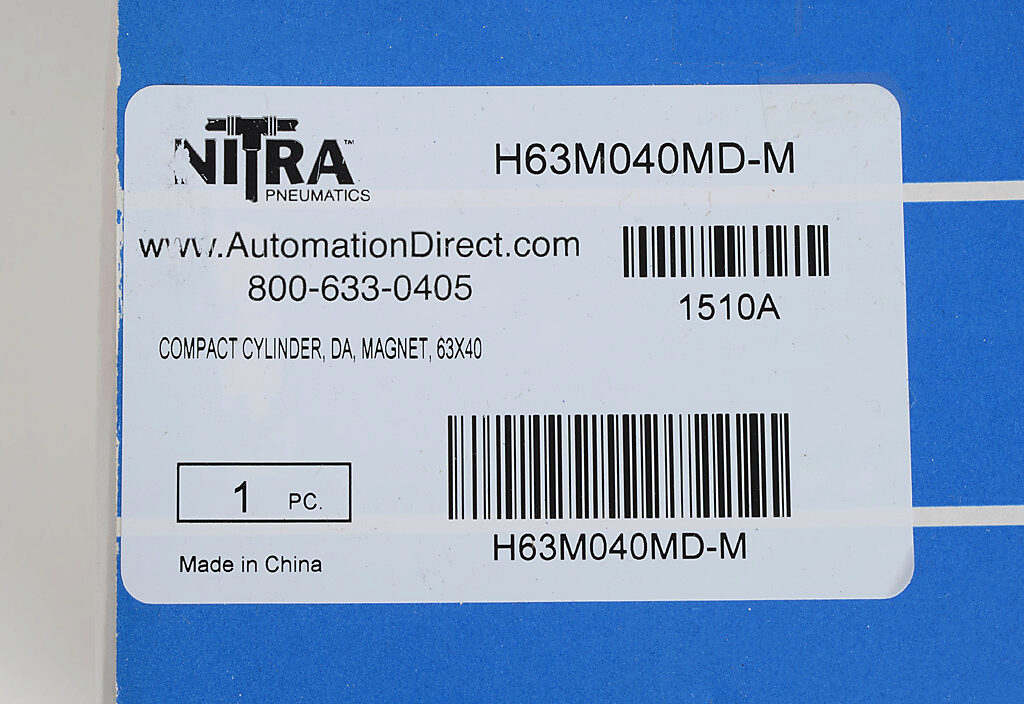 NITRA™
PNEUMATICS
H63M040MD-M
www.AutomationDirect.com
800-633-0405
1510A
COMPACT CYLINDER, DA, MAGNET, 63X40
1 PC.
H63M040MD-M
Made in China